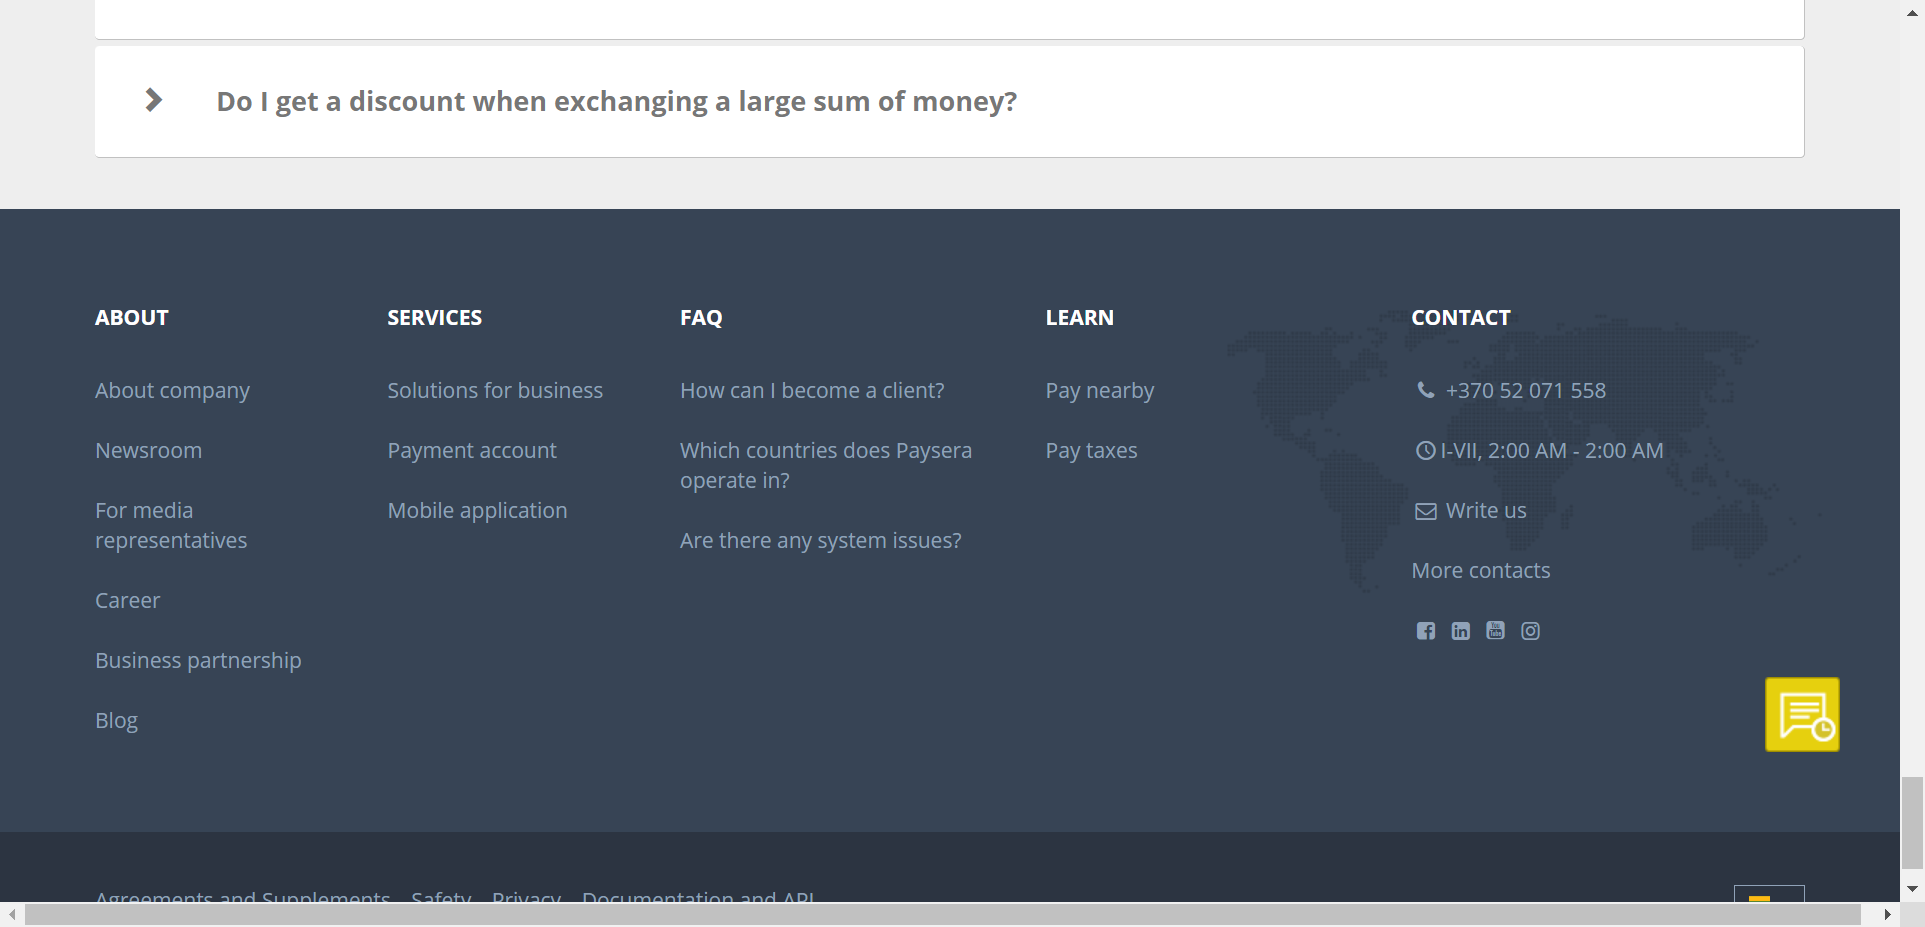 Do I get a discount when exchanging a large sum of money?
ABOUT
About company
Newsroom
For media
representatives
Career
Business partnership
Blog
SERVICES
Solutions for business
Payment account
Mobile application
FAQ
How can I become a client?
Which countries does Paysera
operate in?
Are there any system issues?
LEARN
Pay nearby
Pay taxes
CONTACT
+370 52 071 558
I-VII, 2:00 AM - 2:00 AM
Write us
More contacts
Agreements and Supplements Safety Privacy Documentation and API